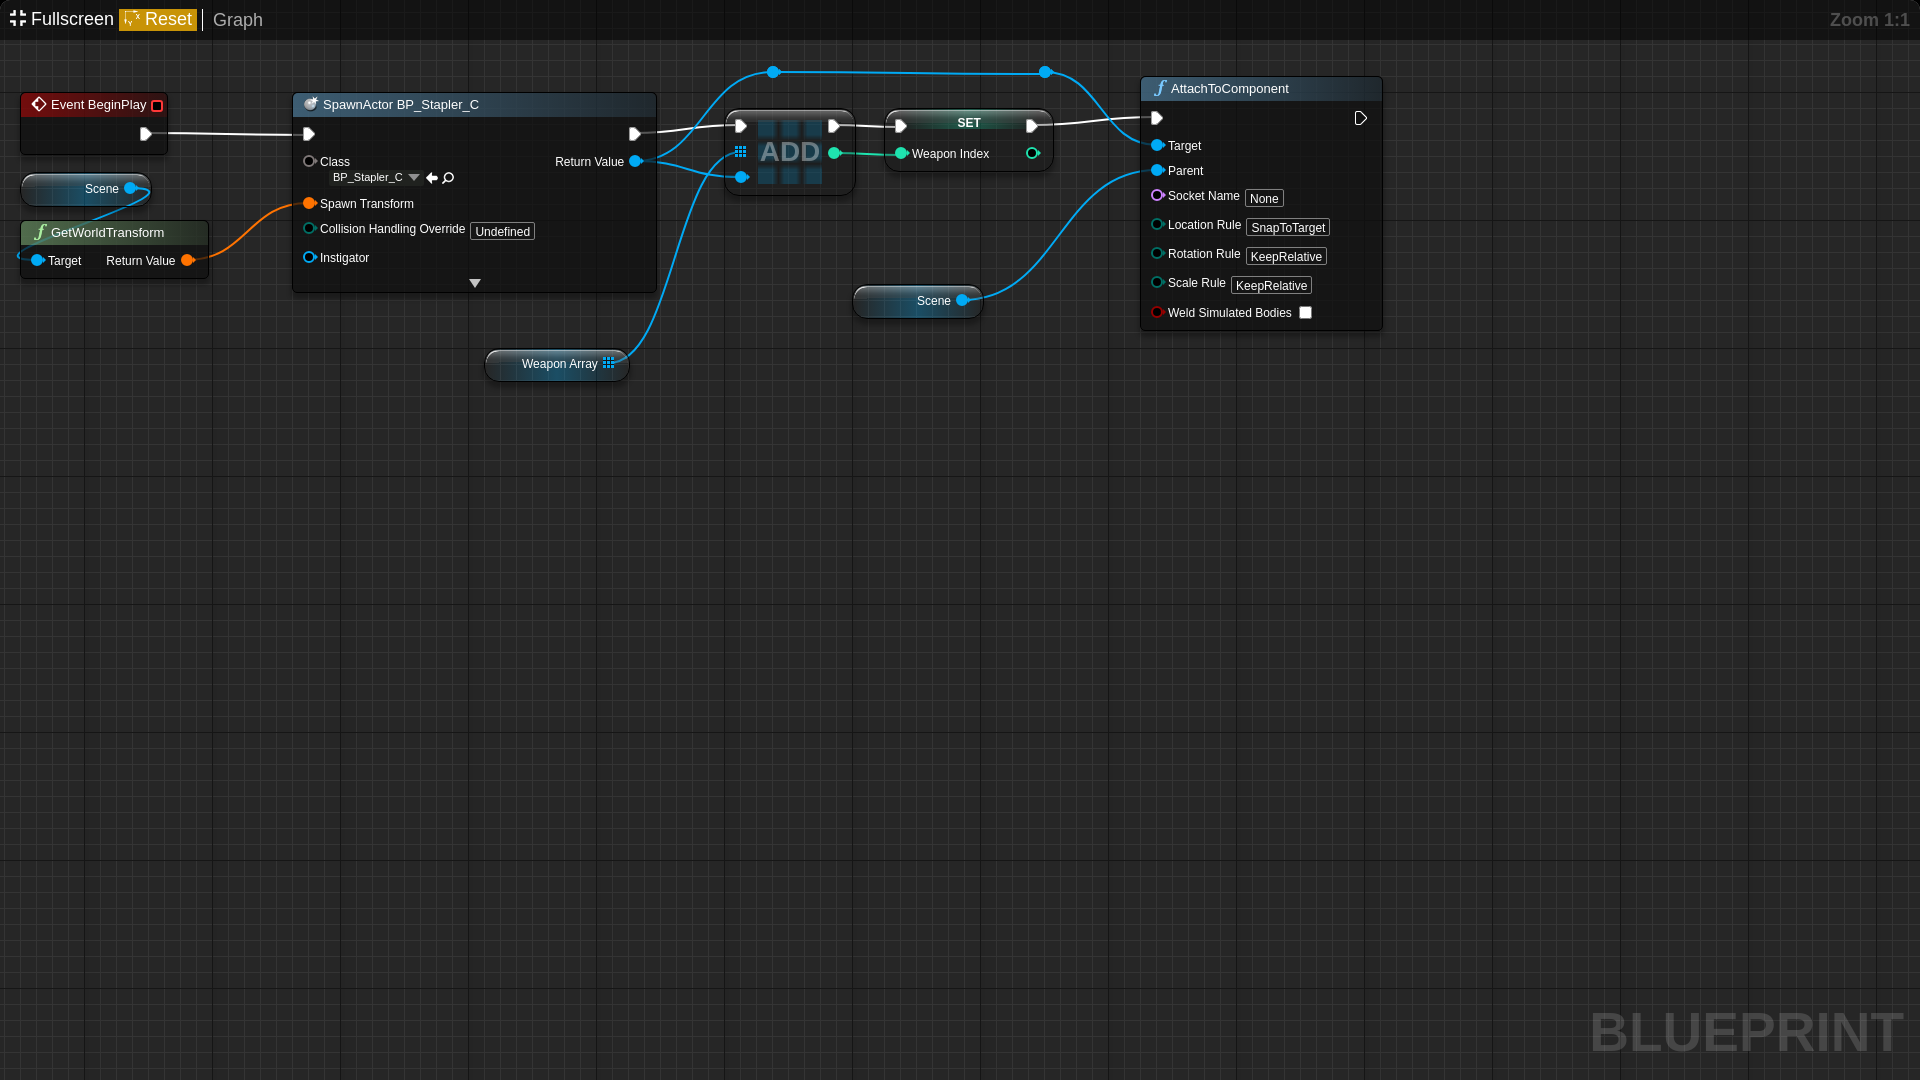 Fullscreen Reset Graph Zoom 1:1
Event BeginPlay
Scene
GetWorldTransform
Target Return Value
SpawnActor BP_Stapler_C
Class Return Value
BP_Stapler_C
Spawn Transform
Collision Handling Override Undefined
Instigator
Weapon Array
ADD
SET
Weapon Index
Scene
AttachToComponent
Target
Parent
Socket Name None
Location Rule SnapToTarget
Rotation Rule KeepRelative
Scale Rule KeepRelative
Weld Simulated Bodies
BLUEPRINT